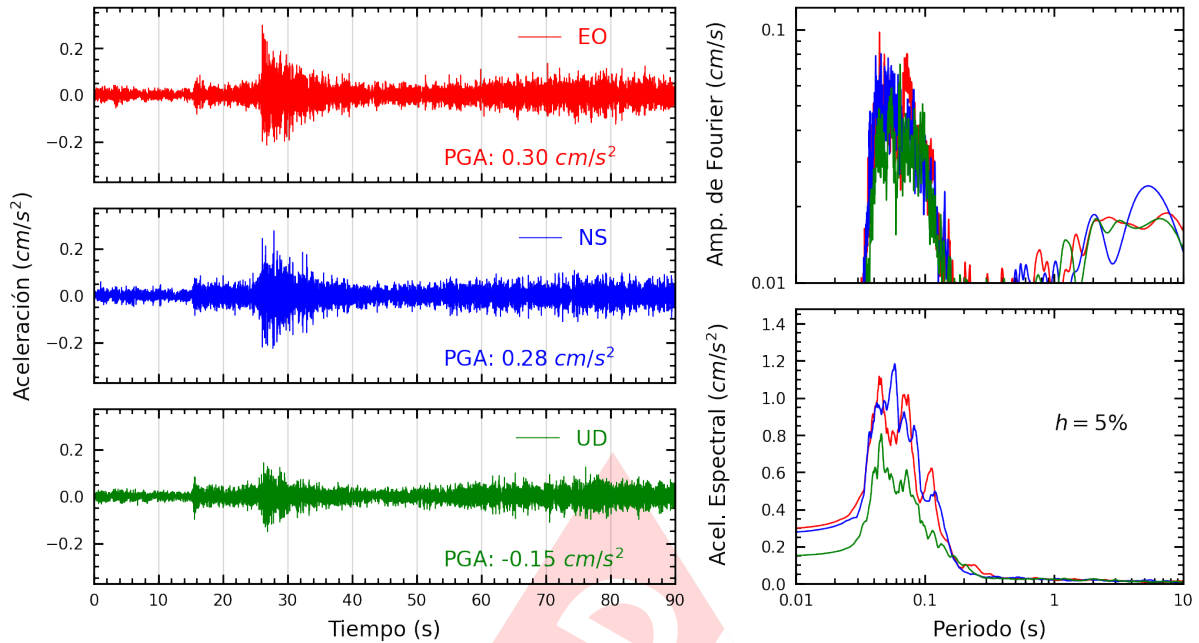 Aceleración (cm/s²)
0.2
0.0
−0.2
EO
PGA: 0.30 cm/s²
0.2
0.0
−0.2
NS
PGA: 0.28 cm/s²
0.2
0.0
−0.2
UD
PGA: -0.15 cm/s²
0 10 20 30 40 50 60 70 80 90
Tiempo (s)
Amp. de Fourier (cm/s)
0.1
0.01
Acel. Espectral (cm/s²)
1.4
1.2
1.0
0.8
0.6
0.4
0.2
0.0
h = 5%
0.01 0.1 1 10
Periodo (s)